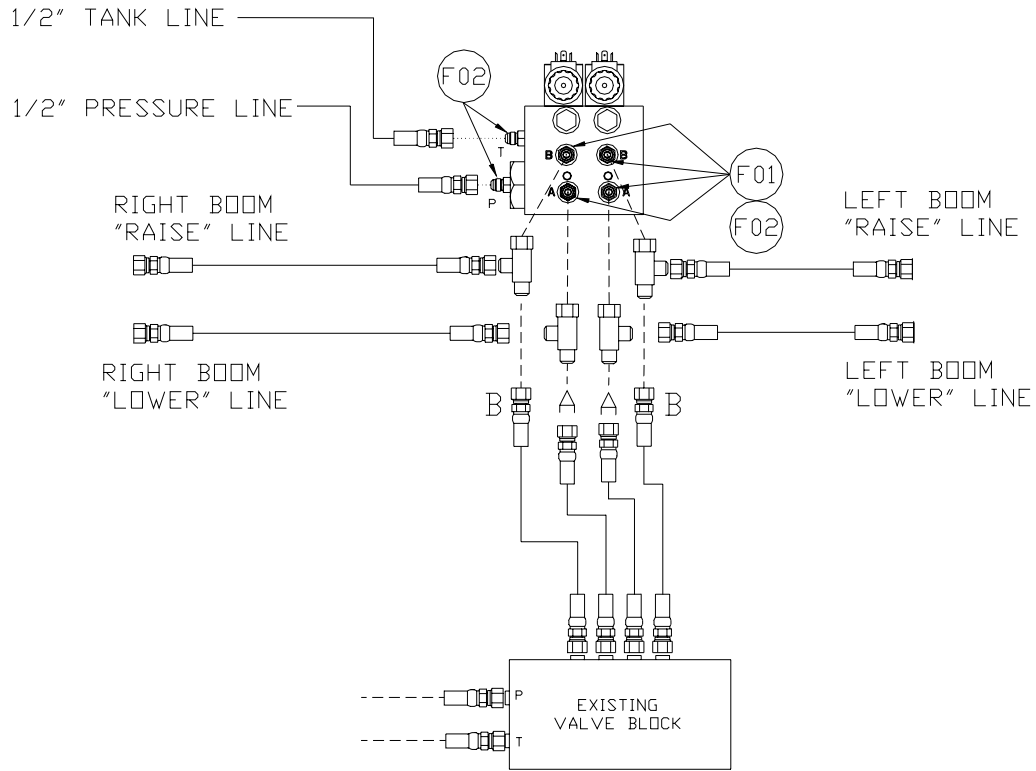 1/2" TANK LINE
F02
1/2" PRESSURE LINE
T
B B
F01
P
A A
F02
RIGHT BOOM
"RAISE" LINE
LEFT BOOM
"RAISE" LINE
RIGHT BOOM
"LOWER" LINE
LEFT BOOM
"LOWER" LINE
B A A B
P
EXISTING
VALVE BLOCK
T